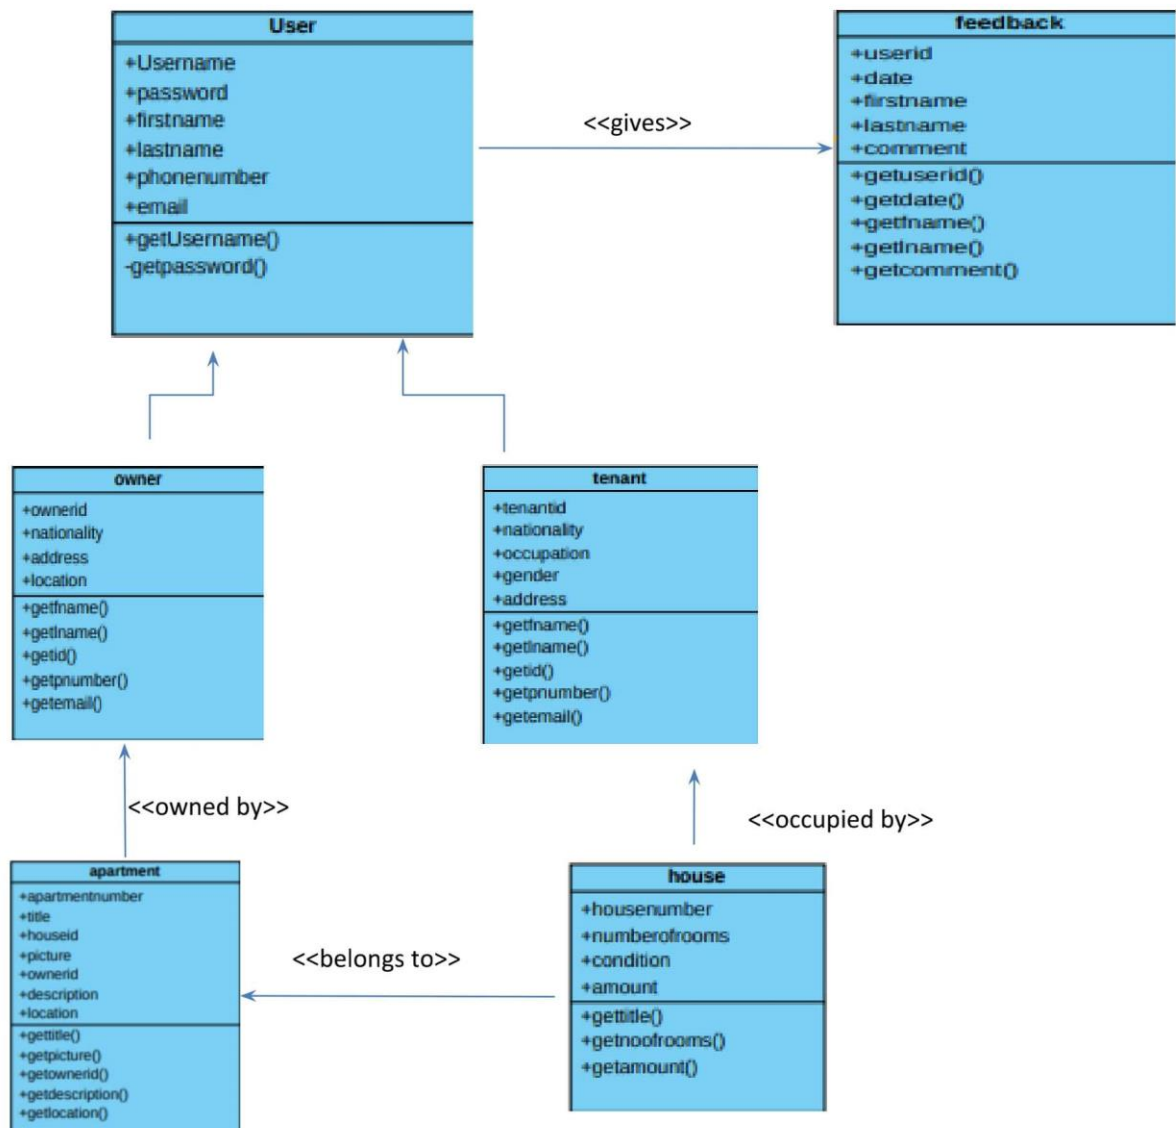 User
+Username
+password
+firstname
+lastname
+phonenumber
+email
+getUsername()
-getpassword()
<<gives>>
feedback
+userid
+date
+firstname
+lastname
+comment
+getuserid()
+getdate()
+getfname()
+getlname()
+getcomment()
owner
+ownerid
+nationality
+address
+location
+getfname()
+getlname()
+getid()
+getpnumber()
+getemail()
tenant
+tenantid
+nationality
+occupation
+gender
+address
+getfname()
+getlname()
+getid()
+getpnumber()
+getemail()
<<owned by>>
<<occupied by>>
apartment
+apartmentnumber
+title
+houseid
+picture
+ownerid
+description
+location
+gettitle()
+getpicture()
+getownerid()
+getdescription()
+getlocation()
<<belongs to>>
house
+housenumber
+numberofrooms
+condition
+amount
+gettitle()
+getnoofrooms()
+getamount()